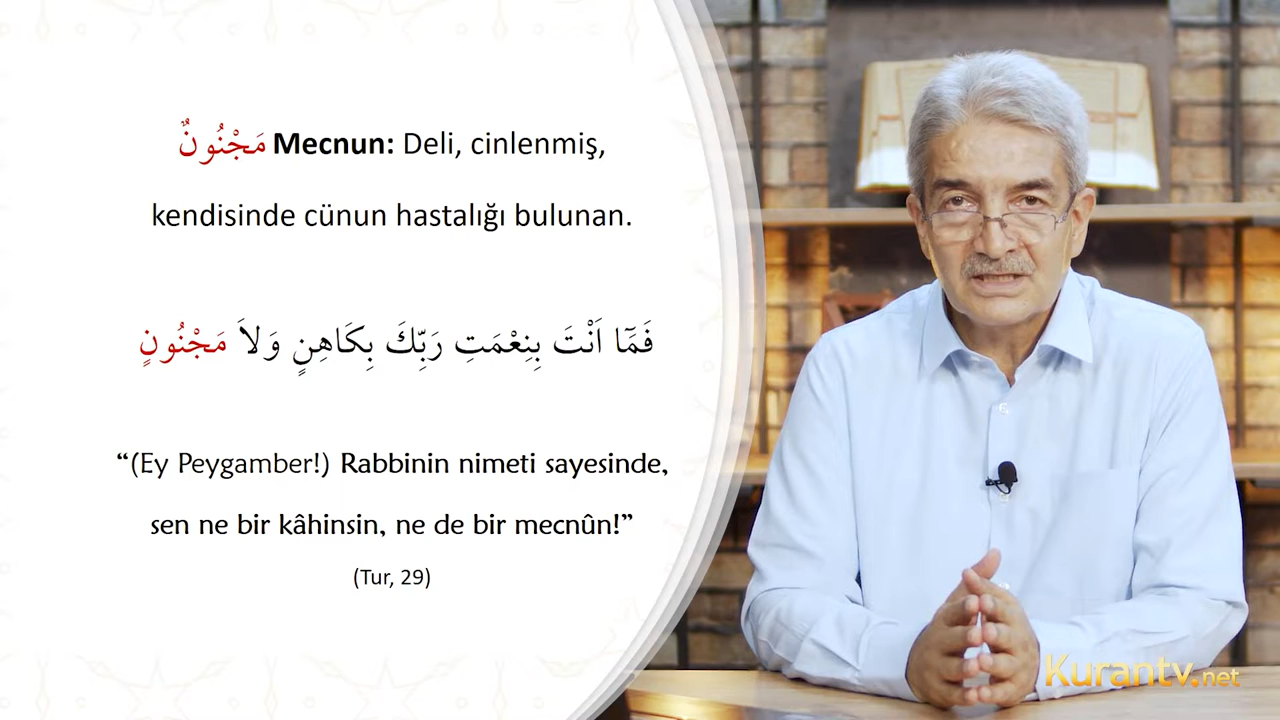 مَجْنُونٌ Mecnun: Deli, cinlenmiş,
kendisinde cünun hastalığı bulunan.
فَمَٓا اَنْتَ بِنِعْمَتِ رَبِّكَ بِكَاهِنٍ وَلاَ مَجْنُونٍ
“(Ey Peygamber!) Rabbinin nimeti sayesinde,
sen ne bir kâhinsin, ne de bir mecnûn!”
(Tur, 29)
Kurantv.net